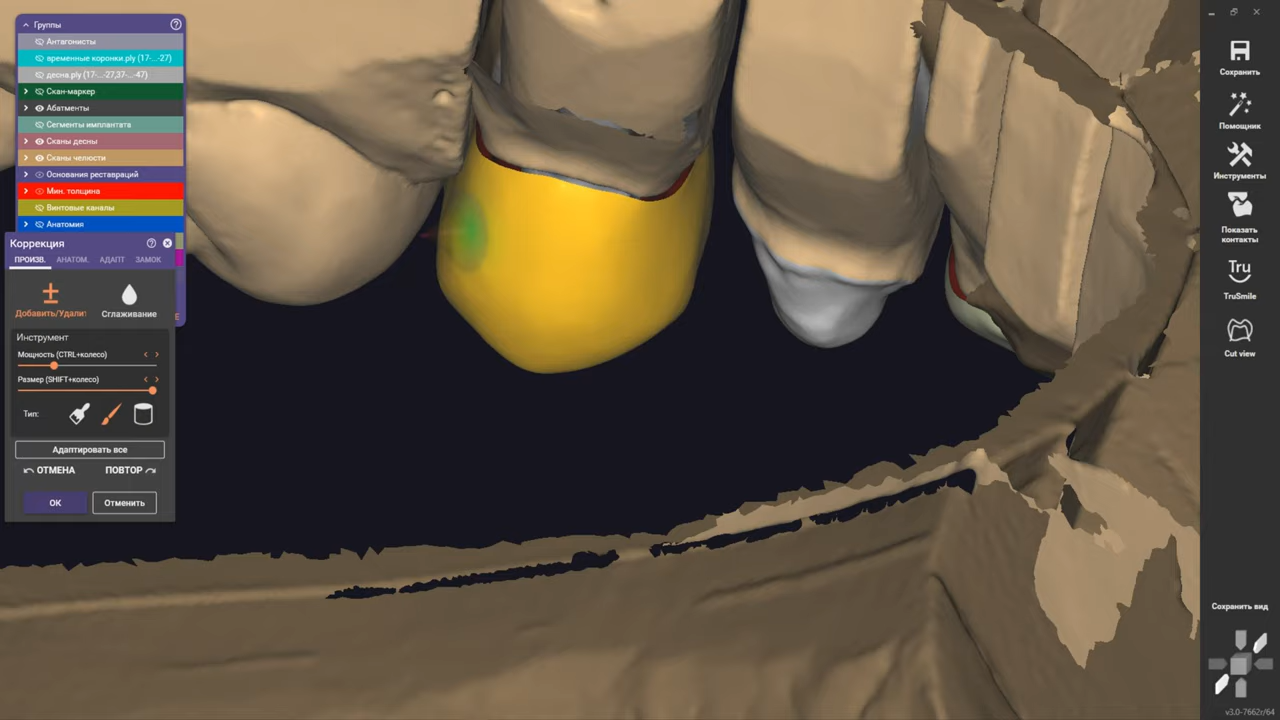 Группы
Антагонисты
временные коронки.ply (17-...-27)
десна.ply (17-...-27,37-...-47)
Скан-маркер
Абатменты
Сегменты имплантата
Сканы десны
Сканы челюсти
Основания реставраций
Мин. толщина
Винтовые каналы
Анатомия
Коррекция
ПРОИЗВ. АНАТОМ. АДАПТ ЗАМОК
Добавить/Удалит Сглаживание
Инструмент
Мощность (CTRL+колесо)
Размер (SHIFT+колесо)
Тип:
Адаптировать все
ОТМЕНА ПОВТОР
ОК Отменить
Сохранить
Помощник
Инструменты
Показать
контакты
Tru
TruSmile
Cut view
Сохранить вид
v3.0-7662r/64